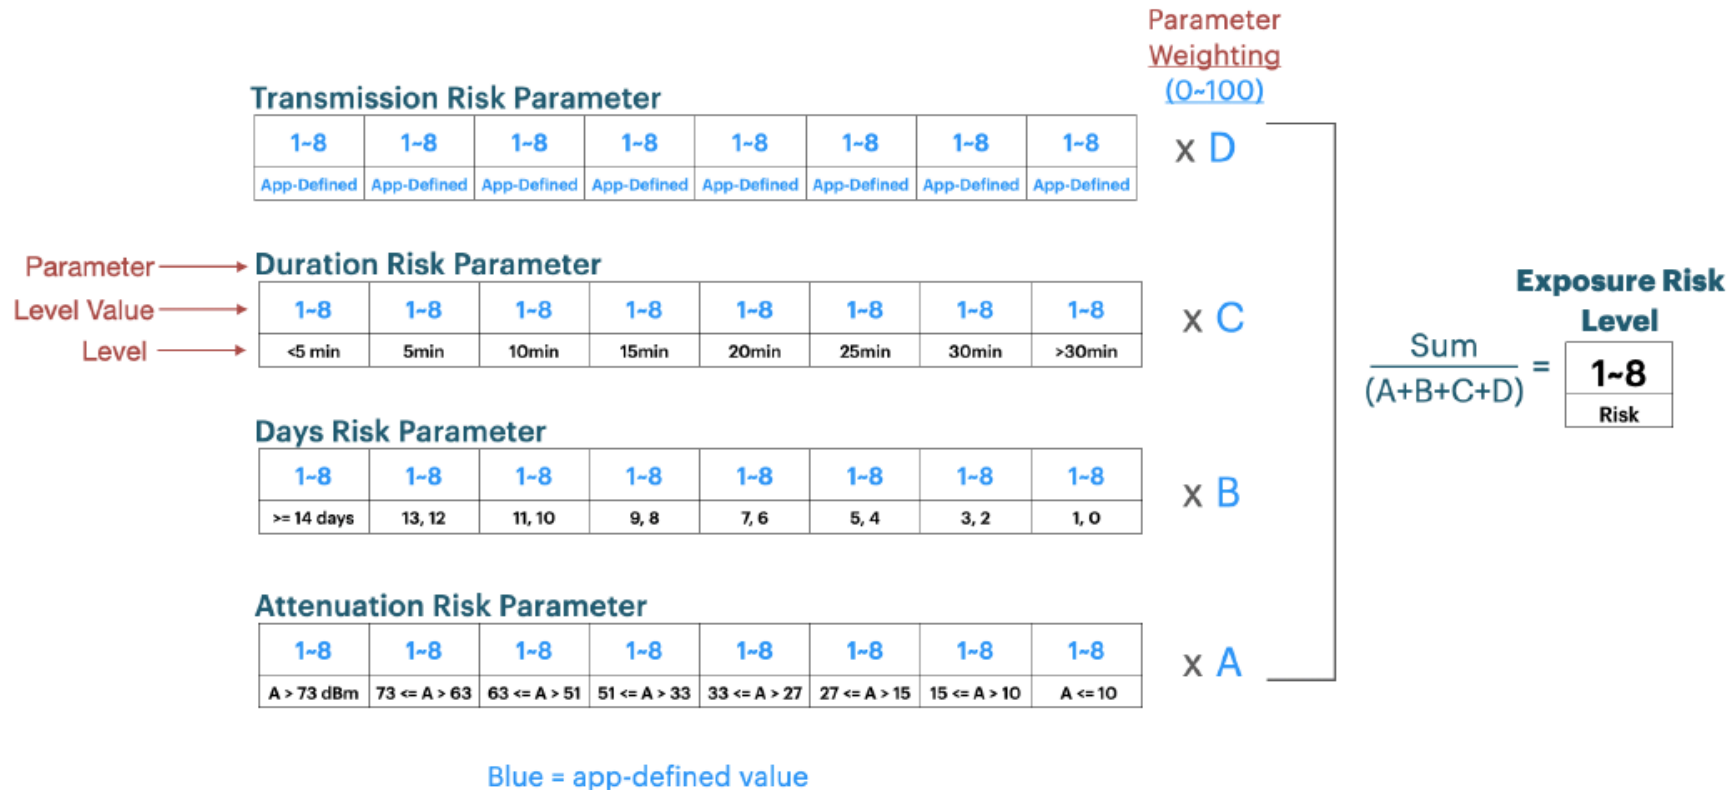 Parameter
Weighting
(0~100)
Transmission Risk Parameter
1~8 1~8 1~8 1~8 1~8 1~8 1~8 1~8
App-Defined App-Defined App-Defined App-Defined App-Defined App-Defined App-Defined App-Defined
x D
Parameter
Duration Risk Parameter
Level Value
1~8 1~8 1~8 1~8 1~8 1~8 1~8 1~8
Level
<5 min 5min 10min 15min 20min 25min 30min >30min
x C
Days Risk Parameter
1~8 1~8 1~8 1~8 1~8 1~8 1~8 1~8
>= 14 days 13, 12 11, 10 9, 8 7, 6 5, 4 3, 2 1, 0
x B
Attenuation Risk Parameter
1~8 1~8 1~8 1~8 1~8 1~8 1~8 1~8
A > 73 dBm 73 <= A > 63 63 <= A > 51 51 <= A > 33 33 <= A > 27 27 <= A > 15 15 <= A > 10 A <= 10
x A
Sum
(A+B+C+D)
=
Exposure Risk
Level
1~8
Risk
Blue = app-defined value